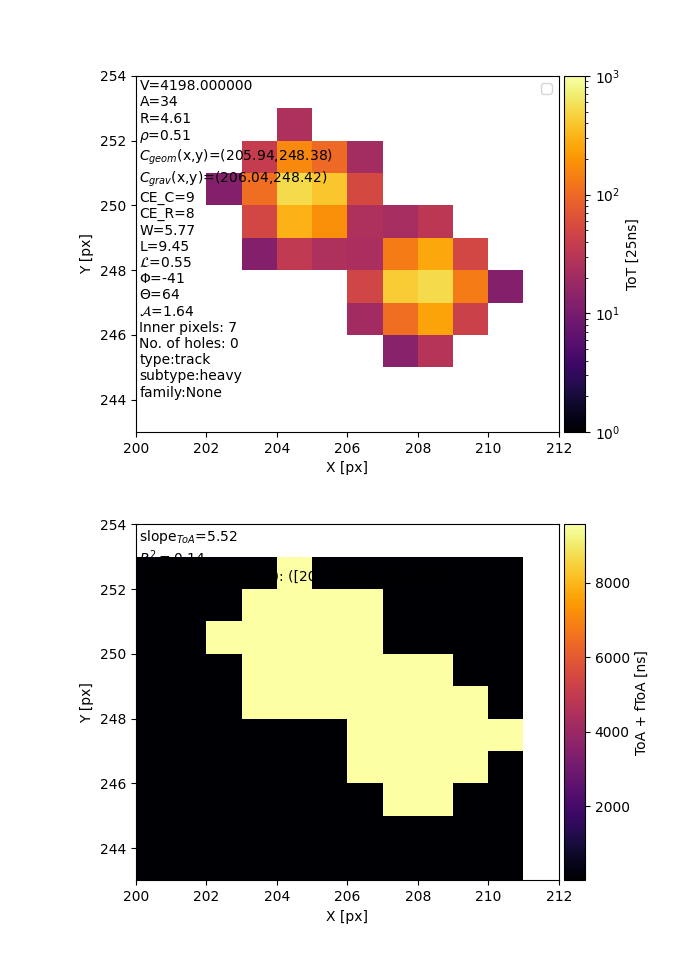 254
252
250
248
246
244
Y [px]
V=4198.000000
A=34
R=4.61
ρ=0.51
C_geom(x,y)=(205.94,248.38)
C_grav(x,y)=(206.04,248.42)
CE_C=9
CE_R=8
W=5.77
L=9.45
ℒ=0.55
Φ=-41
Θ=64
𝒜=1.64
Inner pixels: 7
No. of holes: 0
type:track
subtype:heavy
family:None
200 202 204 206 208 210 212
X [px]
10³
10²
10¹
10⁰
ToT [25ns]
254
252
250
248
246
244
Y [px]
slope_ToA=5.52
R² = 0.14
): ([20
200 202 204 206 208 210 212
X [px]
8000
6000
4000
2000
ToA + fToA [ns]